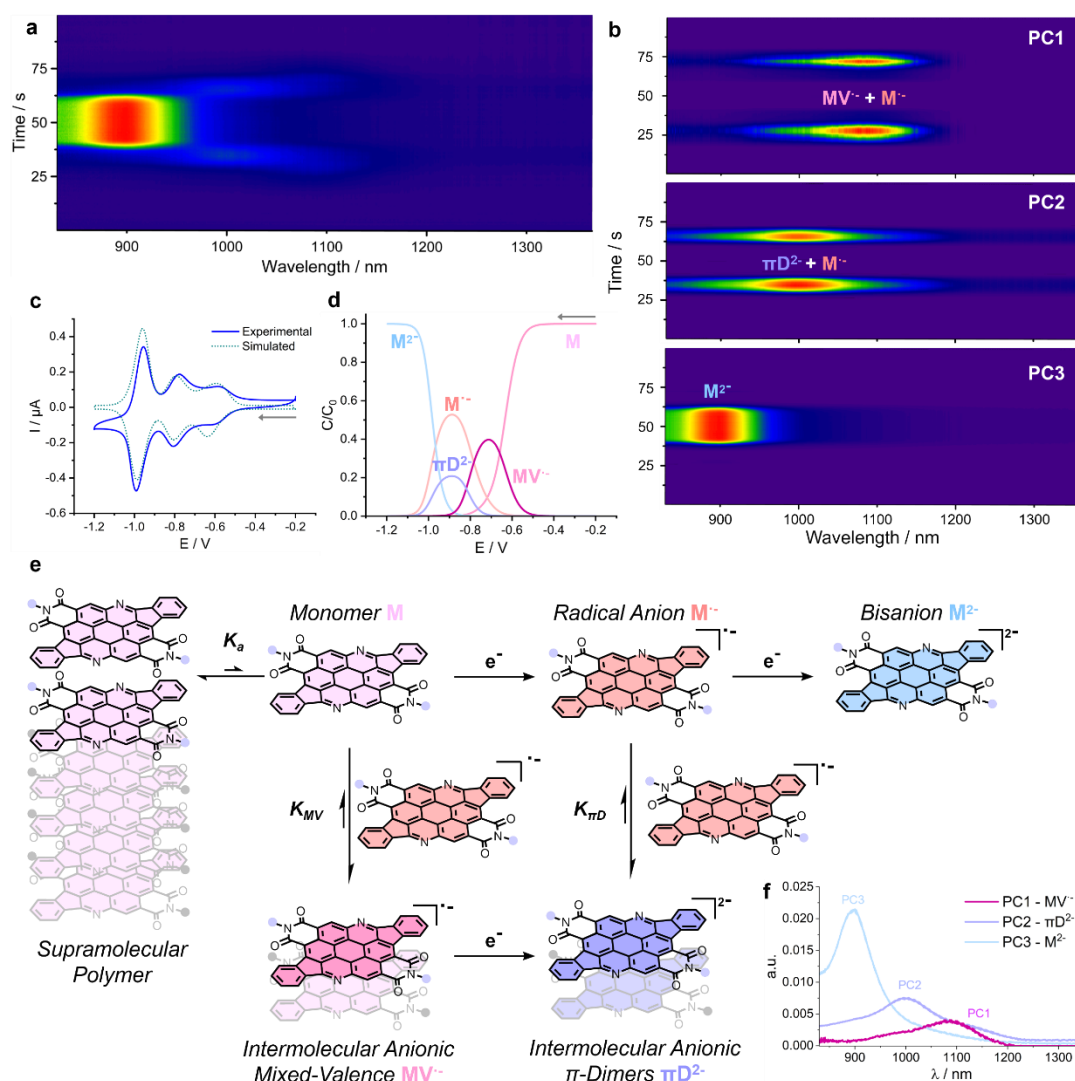 a
75
50
25
Time / s
900 1000 1100 1200 1300
Wavelength / nm
b
PC1
MV·- + M·-
75
50
25
PC2
πD2- + M·-
75
50
25
Time / s
PC3
M2-
75
50
25
900 1000 1100 1200 1300
Wavelength / nm
c
Experimental
Simulated
0.4
0.2
0.0
-0.2
-0.4
-0.6
I / µA
-1.2 -1.0 -0.8 -0.6 -0.4 -0.2
E / V
d
1.0
0.8
0.6
0.4
0.2
0.0
C/C0
M2-
M
M·-
πD2-
MV·-
-1.2 -1.0 -0.8 -0.6 -0.4 -0.2
E / V
e
Monomer M
Radical Anion M·-
Bisanion M2-
Ka
e-
e-
·-
2-
KMV
KπD
·-
·-
·-
2-
e-
Supramolecular
Polymer
Intermolecular Anionic
Mixed-Valence MV·-
Intermolecular Anionic
π-Dimers πD2-
f
0.025
0.020
0.015
0.010
0.005
0.000
a.u.
PC3
PC2
PC1
PC1 - MV·-
PC2 - πD2-
PC3 - M2-
900 1000 1100 1200 1300
λ / nm